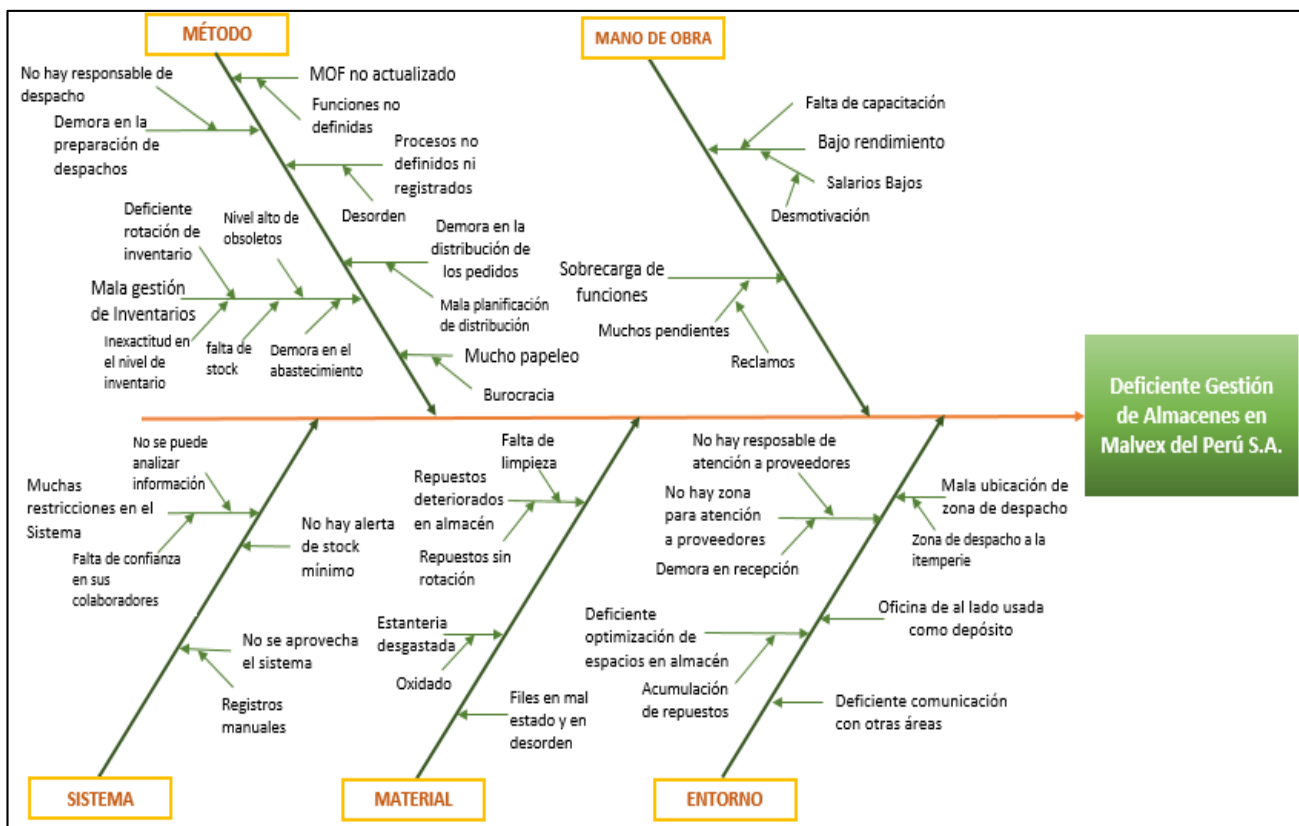 MÉTODO
MANO DE OBRA
No hay responsable de
despacho
Demora en la
preparación de
despachos
MOF no actualizado
Funciones no
definidas
Procesos no
definidos ni
registrados
Desorden
Deficiente
rotación de
inventario
Nivel alto de
obsoletos
Mala gestión
de Inventarios
Inexactitud en
el nivel de
inventario
falta de
stock
Demora en el
abastecimiento
Demora en la
distribución de
los pedidos
Mala planificación
de distribución
Mucho papeleo
Burocracia
Falta de capacitación
Bajo rendimiento
Salarios Bajos
Desmotivación
Sobrecarga de
funciones
Muchos pendientes
Reclamos
Deficiente Gestión
de Almacenes en
Malvex del Perú S.A.
No se puede
analizar
información
Muchas
restricciones en el
Sistema
Falta de confianza
en sus
colaboradores
No hay alerta
de stock
mínimo
No se aprovecha
el sistema
Registros
manuales
Falta de
limpieza
Repuestos
deteriorados
en almacén
Repuestos sin
rotación
Estanteria
desgastada
Oxidado
Files en mal
estado y en
desorden
No hay resposable de
atención a proveedores
No hay zona
para atención
a proveedores
Demora en recepción
Mala ubicación de
zona de despacho
Zona de despacho a la
itemperie
Deficiente
optimización de
espacios en almacén
Acumulación
de repuestos
Oficina de al lado usada
como depósito
Deficiente comunicación
con otras áreas
SISTEMA
MATERIAL
ENTORNO